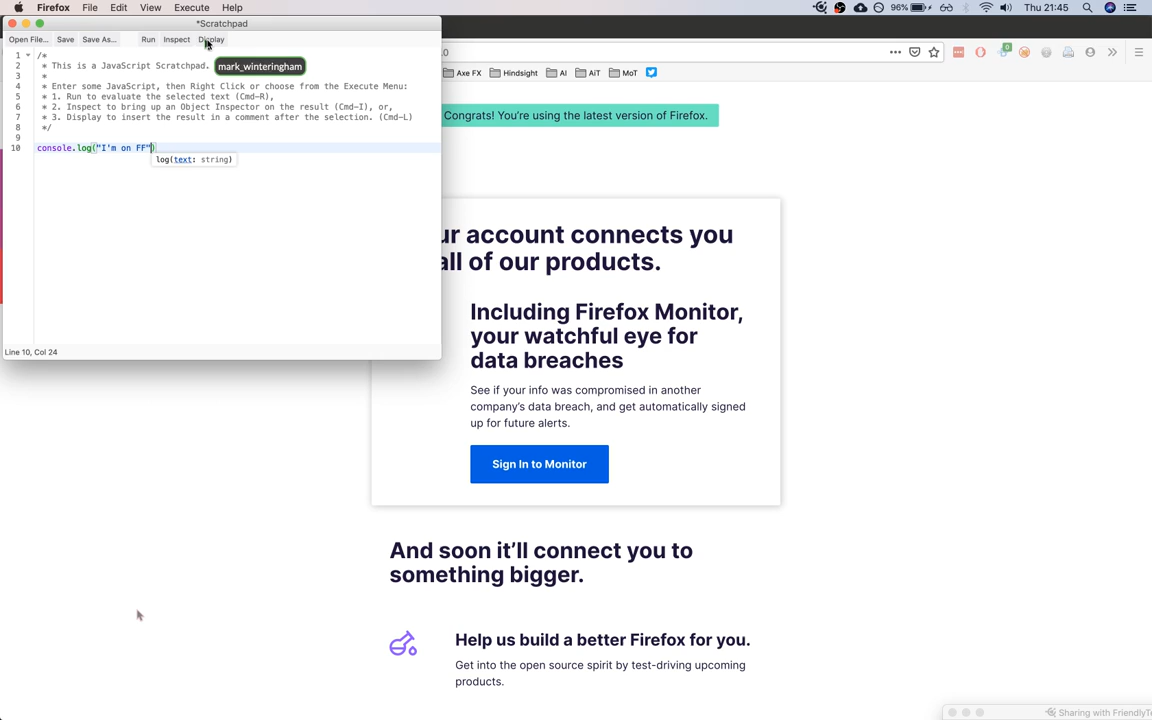 Firefox File Edit View Execute Help
96% Thu 21:45
*Scratchpad
Open File... Save Save As... Run Inspect Display
1 /*
2 * This is a JavaScript Scratchpad.
mark_winteringham
3 *
4 * Enter some JavaScript, then Right Click or choose from the Execute Menu:
5 * 1. Run to evaluate the selected text (Cmd-R),
6 * 2. Inspect to bring up an Object Inspector on the result (Cmd-I), or,
7 * 3. Display to insert the result in a comment after the selection. (Cmd-L)
8 */
9
10 console.log("I'm on FF")
log(text: string)
Line 10, Col 24
.0
0
Axe FX Hindsight AI AiT MoT
Congrats! You're using the latest version of Firefox.
ur account connects you
all of our products.
Including Firefox Monitor,
your watchful eye for
data breaches
See if your info was compromised in another
company's data breach, and get automatically signed
up for future alerts.
Sign In to Monitor
And soon it'll connect you to
something bigger.
Help us build a better Firefox for you.
Get into the open source spirit by test-driving upcoming
products.
Sharing with FriendlyTe